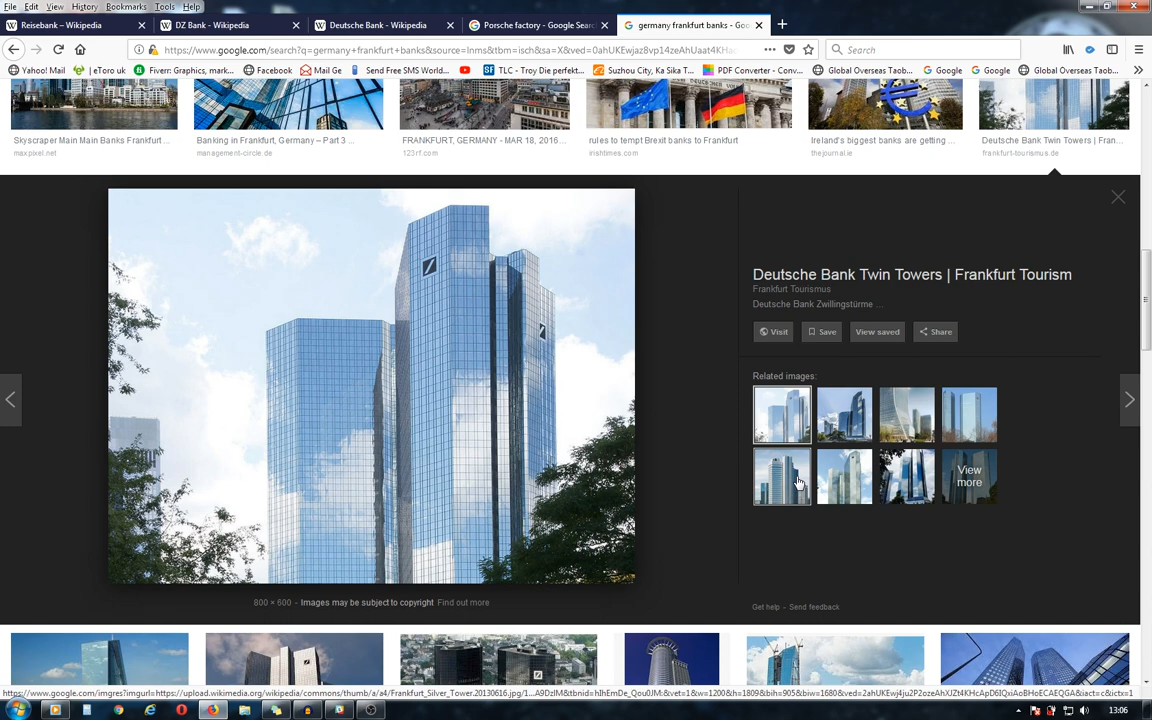 File Edit View History Bookmarks Tools Help
Reisebank – Wikipedia
DZ Bank - Wikipedia
Deutsche Bank - Wikipedia
Porsche factory - Google Searc
germany frankfurt banks - Goo
https://www.google.com/search?q=germany+frankfurt+banks&source=lnms&tbm=isch&sa=X&ved=
Search
Yahoo! Mail
eToro uk
Fiverr: Graphics, mark...
Facebook
Mail Ge
Send Free SMS World...
TLC - Troy Die perfekt...
Suzhou City, Ka Sika T...
PDF Converter - Conv...
Global Overseas Taob...
Google
Google
Global Overseas Taob...
Skyscraper Main Main Banks Frankfurt ...
maxpixel.net
Banking in Frankfurt, Germany – Part 3 ...
management-circle.de
FRANKFURT, GERMANY - MAR 18, 2016...
123rf.com
rules to tempt Brexit banks to Frankfurt
irishtimes.com
Ireland's biggest banks are getting ...
thejournal.ie
Deutsche Bank Twin Towers | Fran...
frankfurt-tourismus.de
Deutsche Bank Twin Towers | Frankfurt Tourism
Frankfurt Tourismus
Deutsche Bank Zwillingstürme ...
Visit
Save
View saved
Share
Related images:
View
more
800 × 600 - Images may be subject to copyright Find out more
Get help - Send feedback
13:06